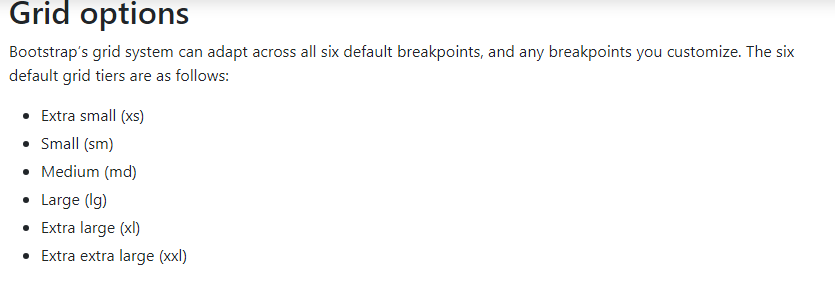 Grid options
Bootstrap's grid system can adapt across all six default breakpoints, and any breakpoints you customize. The six
default grid tiers are as follows:
• Extra small (xs)
• Small (sm)
• Medium (md)
• Large (lg)
• Extra large (xl)
• Extra extra large (xxl)